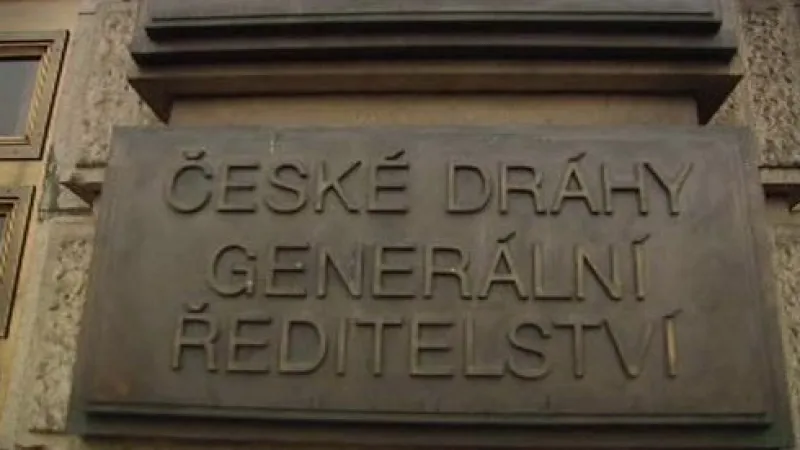 ČESKÉ DRÁHY
GENERÁLNÍ
ŘEDITELSTVÍ